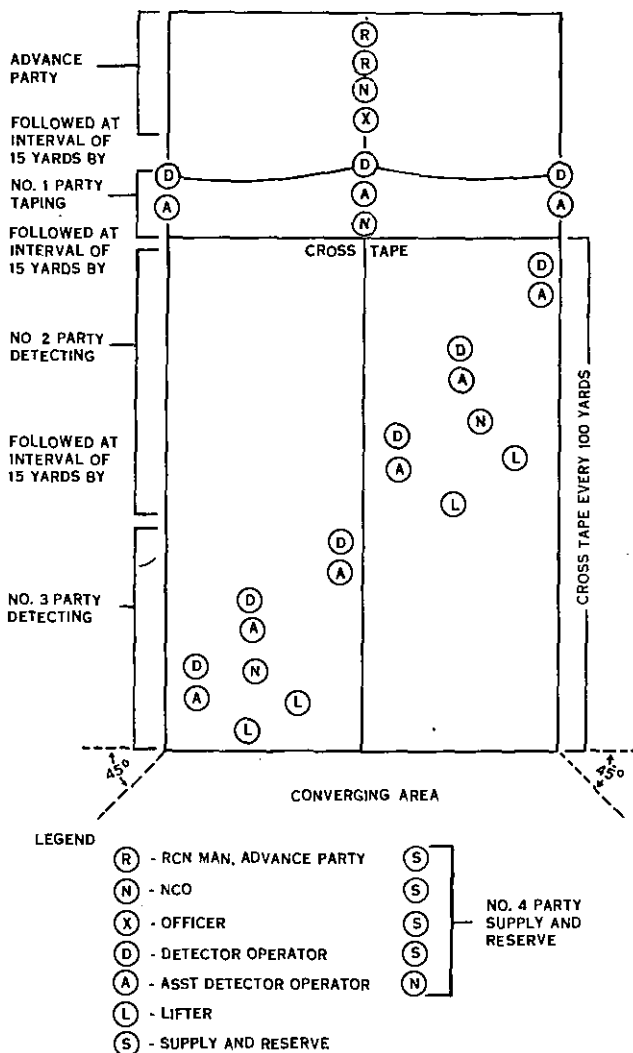 ADVANCE
PARTY
FOLLOWED AT
INTERVAL OF
15 YARDS BY
NO. 1 PARTY
TAPING
FOLLOWED AT
INTERVAL OF
15 YARDS BY
NO. 2 PARTY
DETECTING
FOLLOWED AT
INTERVAL OF
15 YARDS BY
NO. 3 PARTY
DETECTING
R
R
N
X
D
D
D
A
A
A
N
CROSS TAPE
D
A
D
A
N
D
L
A
L
D
A
D
A
D
N
A
L
L
CROSS TAPE EVERY 100 YARDS
45°
45°
CONVERGING AREA
LEGEND
R - RCN MAN, ADVANCE PARTY
N - NCO
X - OFFICER
D - DETECTOR OPERATOR
A - ASST DETECTOR OPERATOR
L - LIFTER
S - SUPPLY AND RESERVE
S
S
S
S
N
NO. 4 PARTY
SUPPLY AND
RESERVE